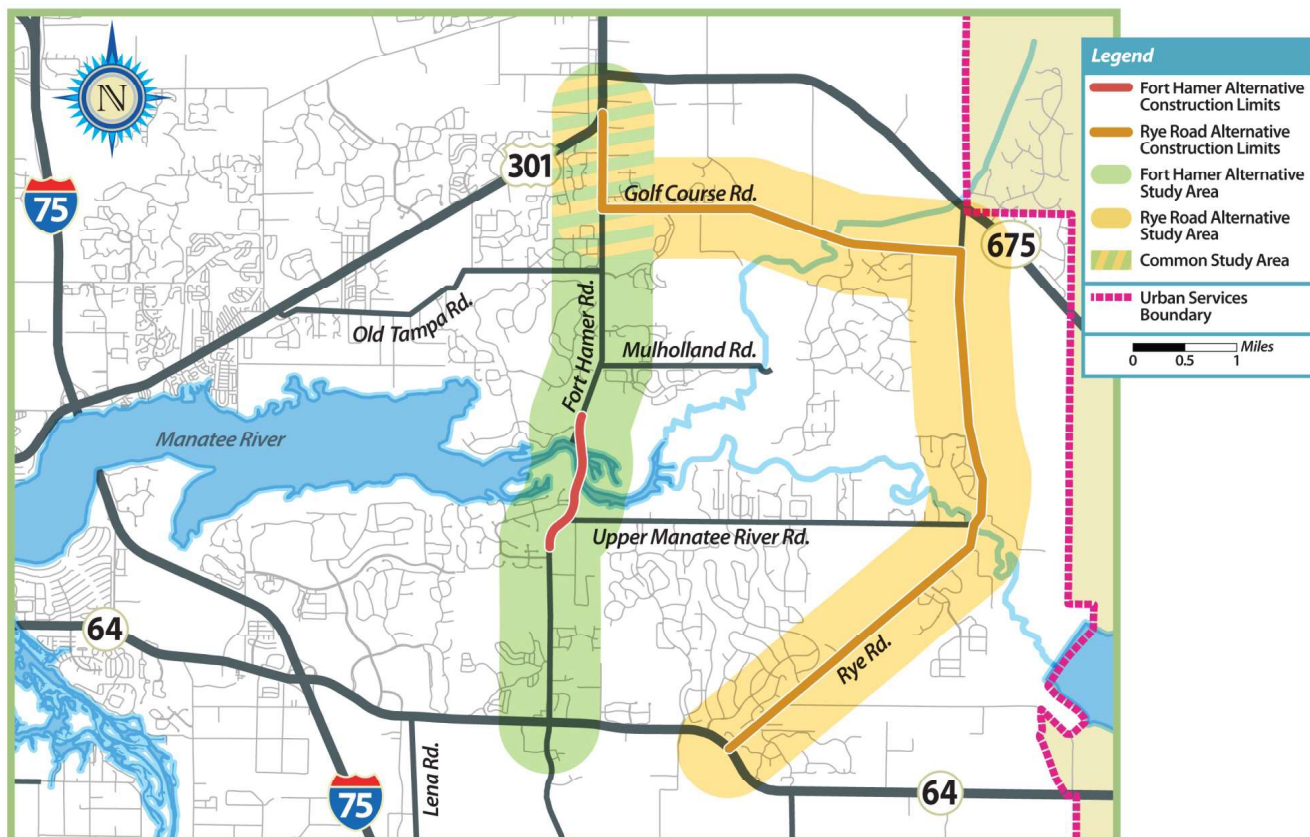 N
75
301
Golf Course Rd.
675
Old Tampa Rd.
Fort Hamer Rd.
Mulholland Rd.
Manatee River
Upper Manatee River Rd.
64
Rye Rd.
Lena Rd.
75
64
Legend
Fort Hamer Alternative
Construction Limits
Rye Road Alternative
Construction Limits
Fort Hamer Alternative
Study Area
Rye Road Alternative
Study Area
Common Study Area
Urban Services
Boundary
Miles
0 0.5 1